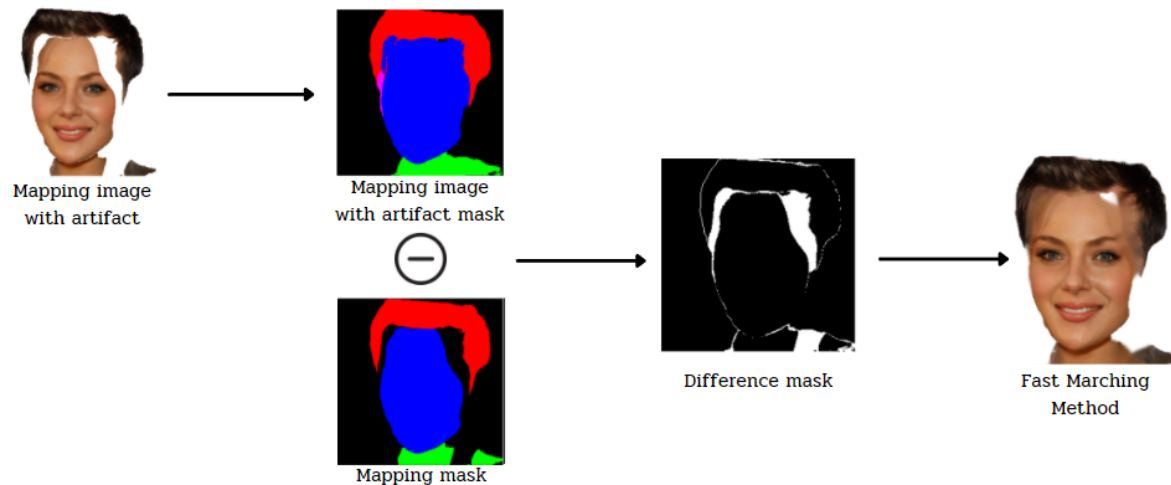 Mapping image
with artifact
Mapping image
with artifact mask
Mapping mask
Difference mask
Fast Marching
Method